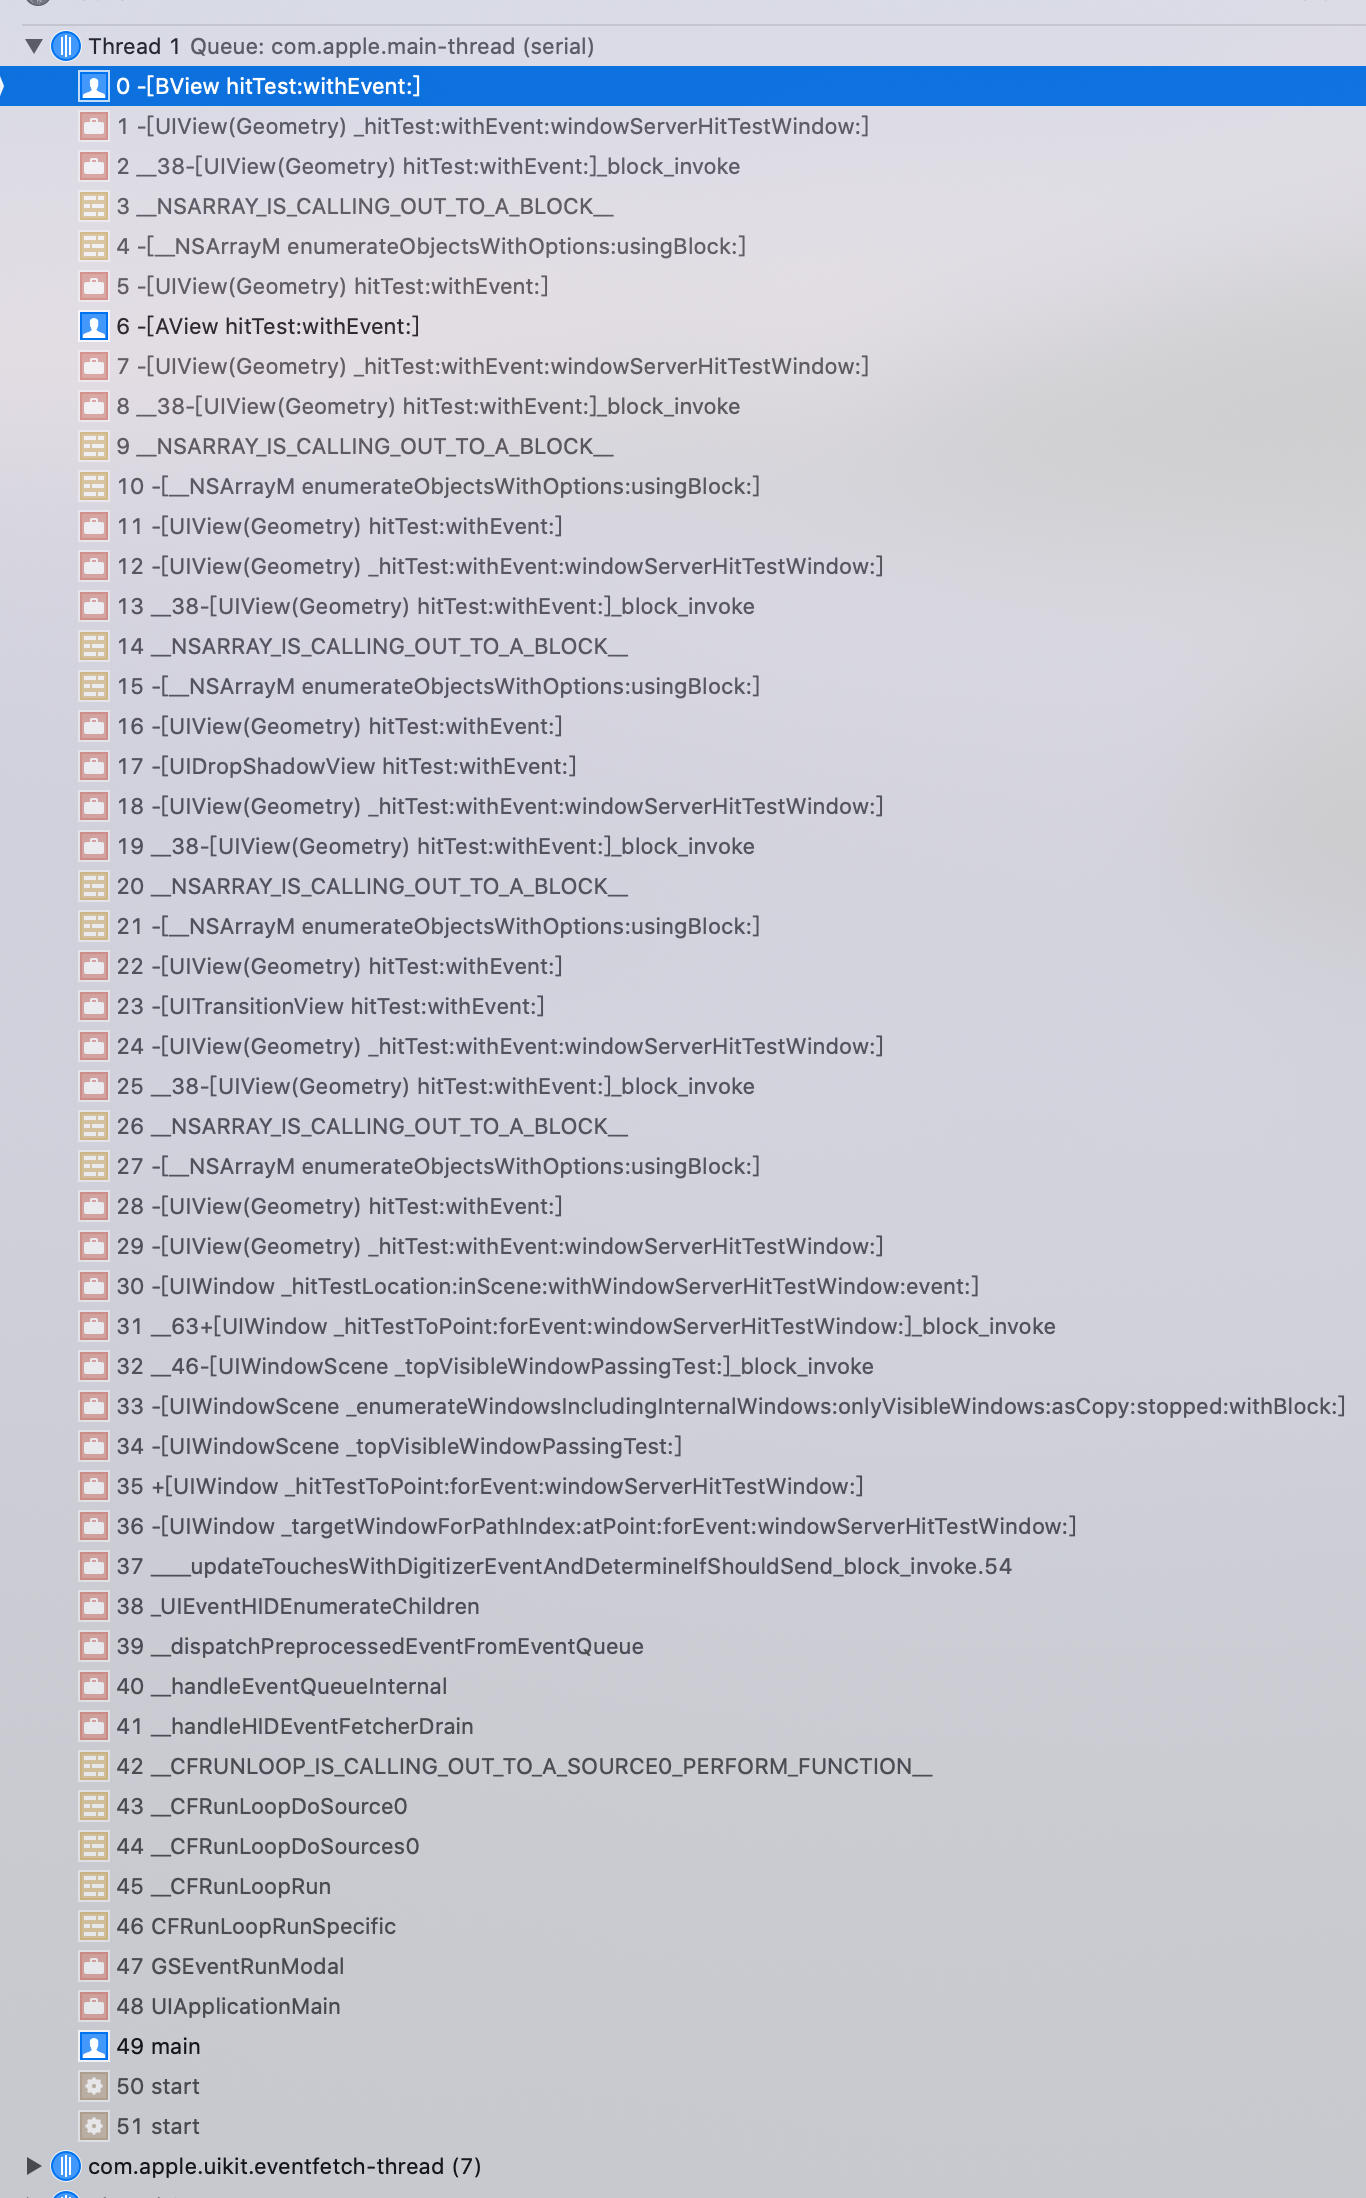 Thread 1 Queue: com.apple.main-thread (serial)
0 -[BView hitTest:withEvent:]
1 -[UIView(Geometry) _hitTest:withEvent:windowServerHitTestWindow:]
2 __38-[UIView(Geometry) hitTest:withEvent:]_block_invoke
3 __NSARRAY_IS_CALLING_OUT_TO_A_BLOCK__
4 -[__NSArrayM enumerateObjectsWithOptions:usingBlock:]
5 -[UIView(Geometry) hitTest:withEvent:]
6 -[AView hitTest:withEvent:]
7 -[UIView(Geometry) _hitTest:withEvent:windowServerHitTestWindow:]
8 __38-[UIView(Geometry) hitTest:withEvent:]_block_invoke
9 __NSARRAY_IS_CALLING_OUT_TO_A_BLOCK__
10 -[__NSArrayM enumerateObjectsWithOptions:usingBlock:]
11 -[UIView(Geometry) hitTest:withEvent:]
12 -[UIView(Geometry) _hitTest:withEvent:windowServerHitTestWindow:]
13 __38-[UIView(Geometry) hitTest:withEvent:]_block_invoke
14 __NSARRAY_IS_CALLING_OUT_TO_A_BLOCK__
15 -[__NSArrayM enumerateObjectsWithOptions:usingBlock:]
16 -[UIView(Geometry) hitTest:withEvent:]
17 -[UIDropShadowView hitTest:withEvent:]
18 -[UIView(Geometry) _hitTest:withEvent:windowServerHitTestWindow:]
19 __38-[UIView(Geometry) hitTest:withEvent:]_block_invoke
20 __NSARRAY_IS_CALLING_OUT_TO_A_BLOCK__
21 -[__NSArrayM enumerateObjectsWithOptions:usingBlock:]
22 -[UIView(Geometry) hitTest:withEvent:]
23 -[UITransitionView hitTest:withEvent:]
24 -[UIView(Geometry) _hitTest:withEvent:windowServerHitTestWindow:]
25 __38-[UIView(Geometry) hitTest:withEvent:]_block_invoke
26 __NSARRAY_IS_CALLING_OUT_TO_A_BLOCK__
27 -[__NSArrayM enumerateObjectsWithOptions:usingBlock:]
28 -[UIView(Geometry) hitTest:withEvent:]
29 -[UIView(Geometry) _hitTest:withEvent:windowServerHitTestWindow:]
30 -[UIWindow _hitTestLocation:inScene:withWindowServerHitTestWindow:event:]
31 __63+[UIWindow _hitTestToPoint:forEvent:windowServerHitTestWindow:]_block_invoke
32 __46-[UIWindowScene _topVisibleWindowPassingTest:]_block_invoke
33 -[UIWindowScene _enumerateWindowsIncludingInternalWindows:onlyVisibleWindows:asCopy:stopped:withBlock:]
34 -[UIWindowScene _topVisibleWindowPassingTest:]
35 +[UIWindow _hitTestToPoint:forEvent:windowServerHitTestWindow:]
36 -[UIWindow _targetWindowForPathIndex:atPoint:forEvent:windowServerHitTestWindow:]
37 ____updateTouchesWithDigitizerEventAndDetermineIfShouldSend_block_invoke.54
38 _UIEventHIDEnumerateChildren
39 __dispatchPreprocessedEventFromEventQueue
40 __handleEventQueueInternal
41 __handleHIDEventFetcherDrain
42 __CFRUNLOOP_IS_CALLING_OUT_TO_A_SOURCE0_PERFORM_FUNCTION__
43 __CFRunLoopDoSource0
44 __CFRunLoopDoSources0
45 __CFRunLoopRun
46 CFRunLoopRunSpecific
47 GSEventRunModal
48 UIApplicationMain
49 main
50 start
51 start
com.apple.uikit.eventfetch-thread (7)